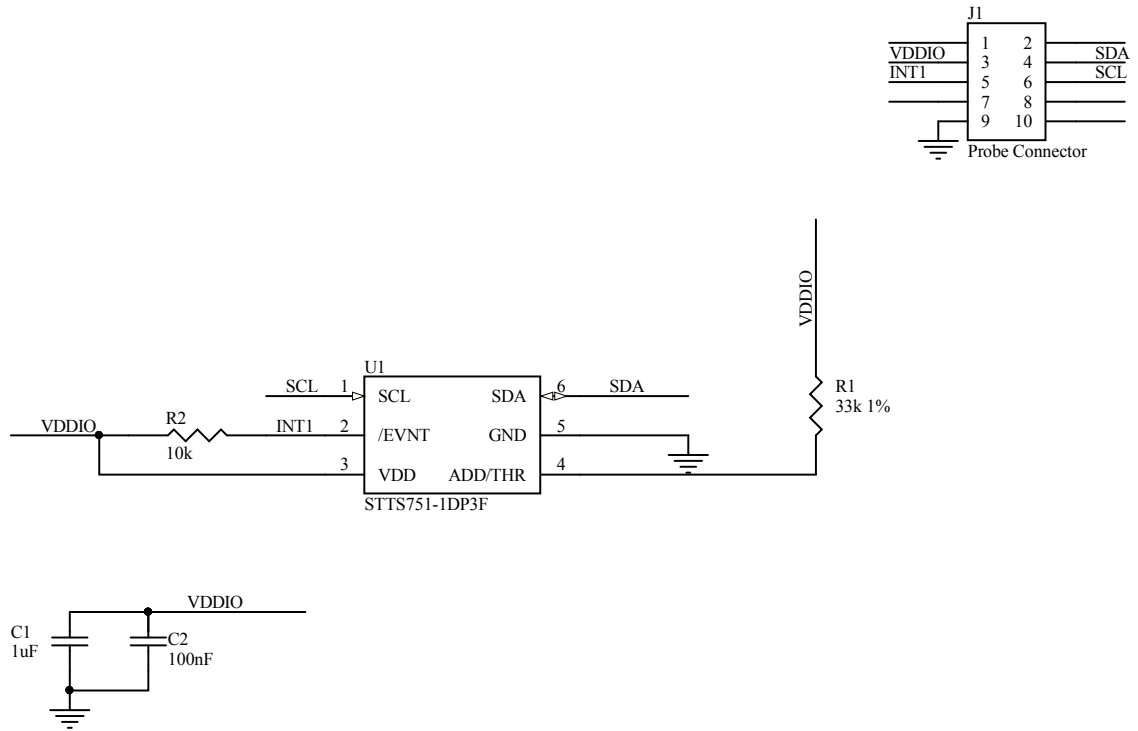 J1
1 2
VDDIO 3 4 SDA
INT1 5 6 SCL
7 8
9 10
Probe Connector
VDDIO
U1
SCL 1 SCL SDA 6 SDA
R1
33k 1%
VDDIO R2 INT1 2 /EVNT GND 5
10k
3 VDD ADD/THR 4
STTS751-1DP3F
VDDIO
C1
1uF
C2
100nF